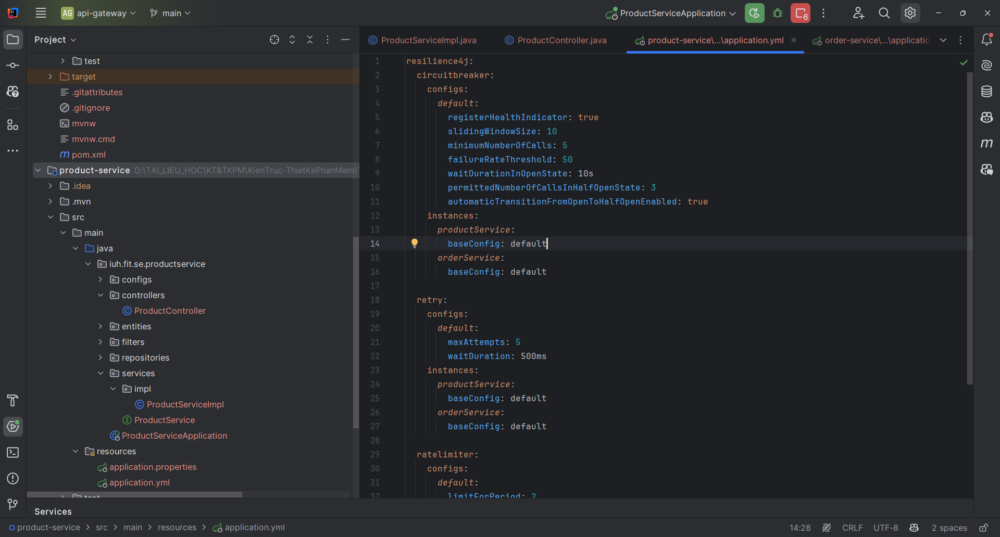 AG api-gateway main ProductServiceApplication 6
Project
ProductServiceImpl.java ProductController.java product-service\...\application.yml order-service\...\applicatio
test
target
.gitattributes
.gitignore
mvnw
mvnw.cmd
m pom.xml
product-service D:\TAI_LIEU_HOC\KT&TKPM\KienTruc-ThietKePhanMem\
.idea
.mvn
src
main
java
iuh.fit.se.productservice
configs
controllers
ProductController
entities
filters
repositories
services
impl
ProductServiceImpl
ProductService
ProductServiceApplication
resources
application.properties
application.yml
test
1 resilience4j:
2 circuitbreaker:
3 configs:
4 default:
5 registerHealthIndicator: true
6 slidingWindowSize: 10
7 minimumNumberOfCalls: 5
8 failureRateThreshold: 50
9 waitDurationInOpenState: 10s
10 permittedNumberOfCallsInHalfOpenState: 3
11 automaticTransitionFromOpenToHalfOpenEnabled: true
12 instances:
13 productService:
14 baseConfig: default
15 orderService:
16 baseConfig: default
17
18 retry:
19 configs:
20 default:
21 maxAttempts: 5
22 waitDuration: 500ms
23 instances:
24 productService:
25 baseConfig: default
26 orderService:
27 baseConfig: default
28
29 ratelimiter:
30 configs:
31 default:
32 limitForPeriod: 2
Services
product-service > src > main > resources > application.yml 14:28 CRLF UTF-8 2 spaces